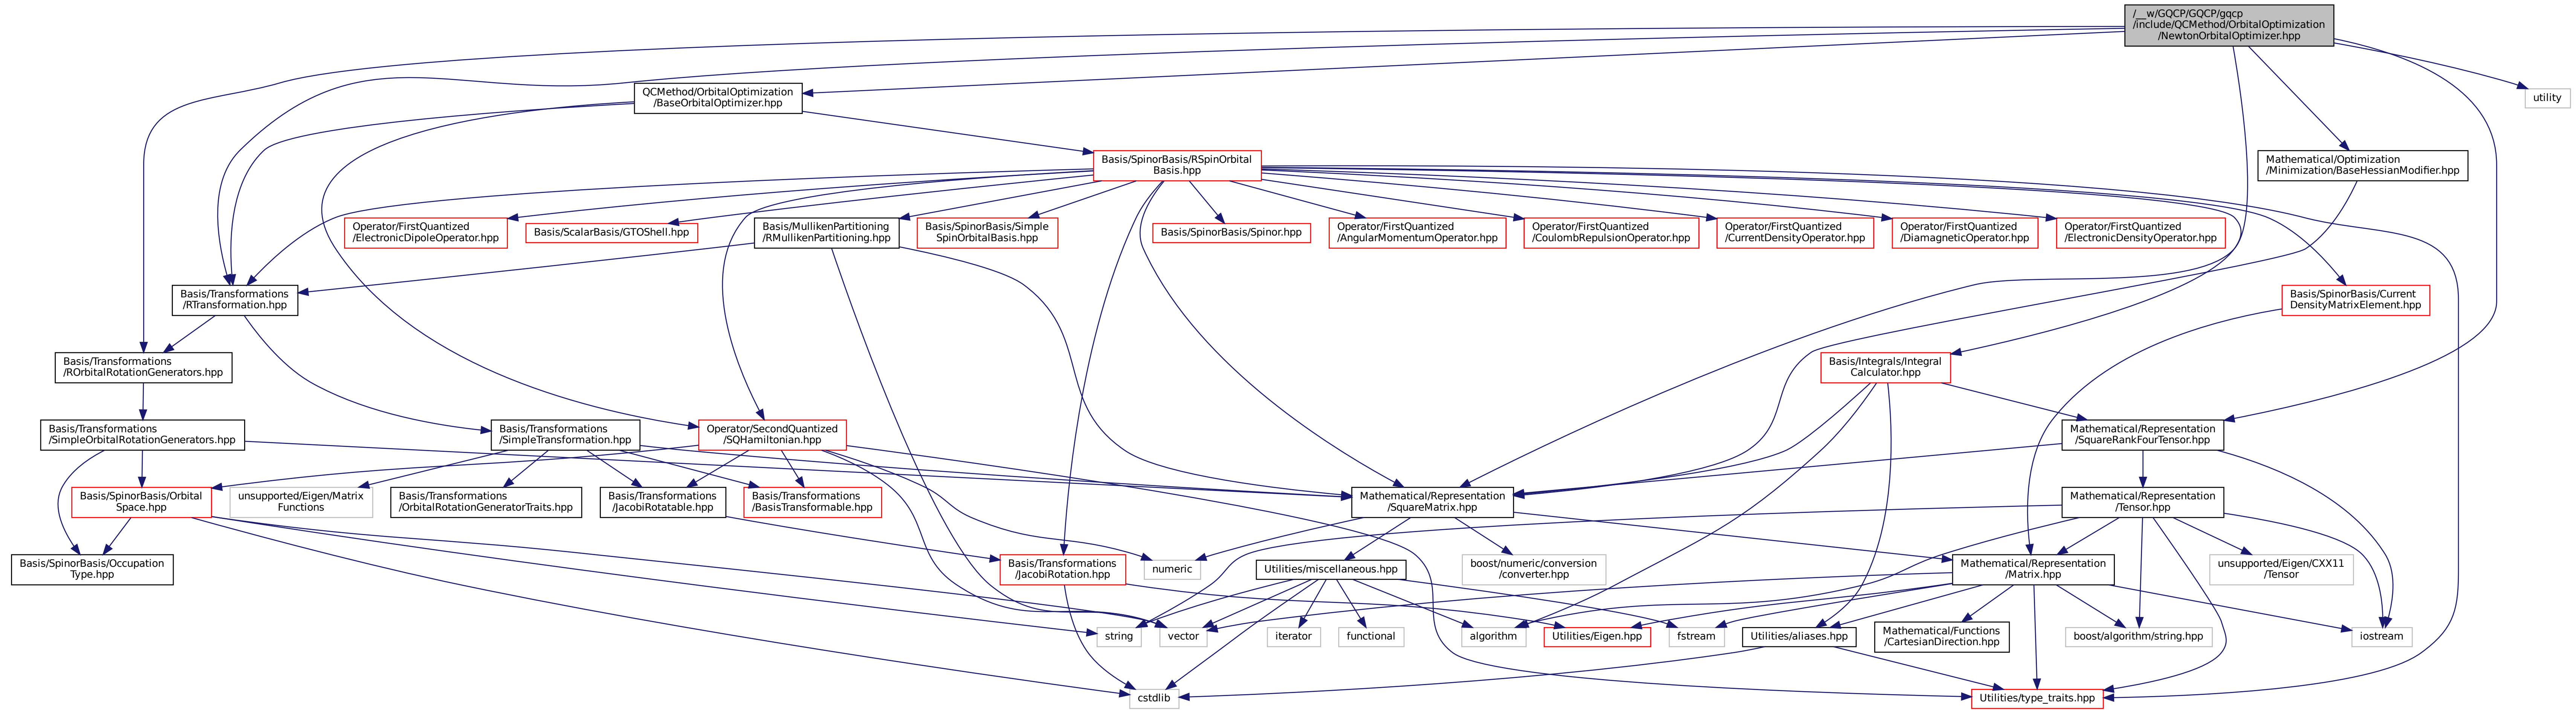 /__w/GQCP/GQCP/gqcp
/include/QCMethod/OrbitalOptimization
/NewtonOrbitalOptimizer.hpp
QCMethod/OrbitalOptimization
/BaseOrbitalOptimizer.hpp
utility
Basis/SpinorBasis/RSpinOrbital
Basis.hpp
Mathematical/Optimization
/Minimization/BaseHessianModifier.hpp
Operator/FirstQuantized
/ElectronicDipoleOperator.hpp
Basis/ScalarBasis/GTOShell.hpp
Basis/MullikenPartitioning
/RMullikenPartitioning.hpp
Basis/SpinorBasis/Simple
SpinOrbitalBasis.hpp
Basis/SpinorBasis/Spinor.hpp
Operator/FirstQuantized
/AngularMomentumOperator.hpp
Operator/FirstQuantized
/CoulombRepulsionOperator.hpp
Operator/FirstQuantized
/CurrentDensityOperator.hpp
Operator/FirstQuantized
/DiamagneticOperator.hpp
Operator/FirstQuantized
/ElectronicDensityOperator.hpp
Basis/Transformations
/RTransformation.hpp
Basis/SpinorBasis/Current
DensityMatrixElement.hpp
Basis/Transformations
/ROrbitalRotationGenerators.hpp
Basis/Integrals/Integral
Calculator.hpp
Basis/Transformations
/SimpleOrbitalRotationGenerators.hpp
Basis/Transformations
/SimpleTransformation.hpp
Operator/SecondQuantized
/SQHamiltonian.hpp
Mathematical/Representation
/SquareRankFourTensor.hpp
Basis/SpinorBasis/Orbital
Space.hpp
unsupported/Eigen/Matrix
Functions
Basis/Transformations
/OrbitalRotationGeneratorTraits.hpp
Basis/Transformations
/JacobiRotatable.hpp
Basis/Transformations
/BasisTransformable.hpp
Mathematical/Representation
/SquareMatrix.hpp
Mathematical/Representation
/Tensor.hpp
Basis/SpinorBasis/Occupation
Type.hpp
Basis/Transformations
/JacobiRotation.hpp
numeric
Utilities/miscellaneous.hpp
boost/numeric/conversion
/converter.hpp
Mathematical/Representation
/Matrix.hpp
unsupported/Eigen/CXX11
/Tensor
string
vector
iterator
functional
algorithm
Utilities/Eigen.hpp
fstream
Utilities/aliases.hpp
Mathematical/Functions
/CartesianDirection.hpp
boost/algorithm/string.hpp
iostream
cstdlib
Utilities/type_traits.hpp